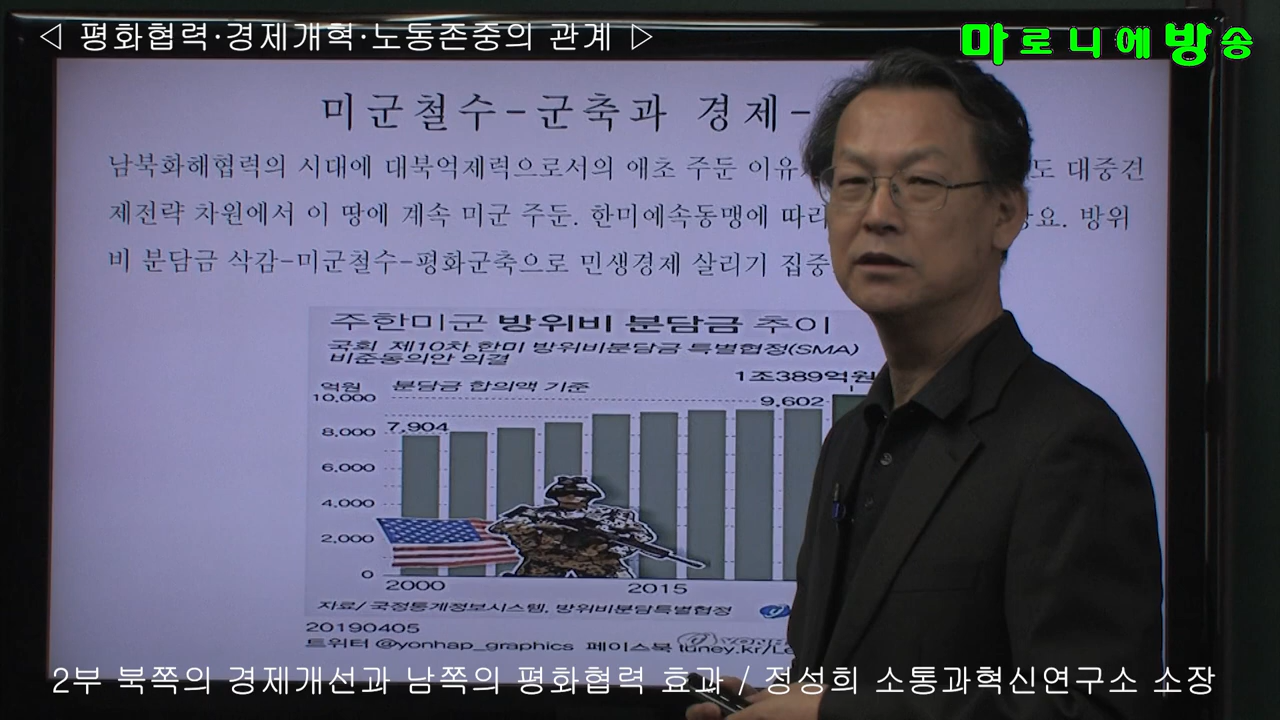 ◁ 평화협력·경제개혁·노동존중의 관계 ▷
마로니에방송
미군철수-군축과 경제-
남북화해협력의 시대에 대북억제력으로서의 애초 주둔 이유 도 대중견
제전략 차원에서 이 땅에 계속 미군 주둔. 한미예속동맹에 따라 강요. 방위
비 분담금 삭감-미군철수-평화군축으로 민생경제 살리기 집중
주한미군 방위비 분담금 추이
국회 제10차 한미 방위비분담금 특별협정(SMA)
비준동의안 의결
억원 분담금 합의액 기준
1조389억원
10,000
9,602
8,000
7,904
6,000
4,000
2,000
0
2000 2015
자료/ 국정통계정보시스템, 방위비분담특별협정
20190405
트위터 @yonhap_graphics 페이스북 tuney.kr/Le
2부 북쪽의 경제개선과 남쪽의 평화협력 효과 / 정성희 소통과혁신연구소 소장